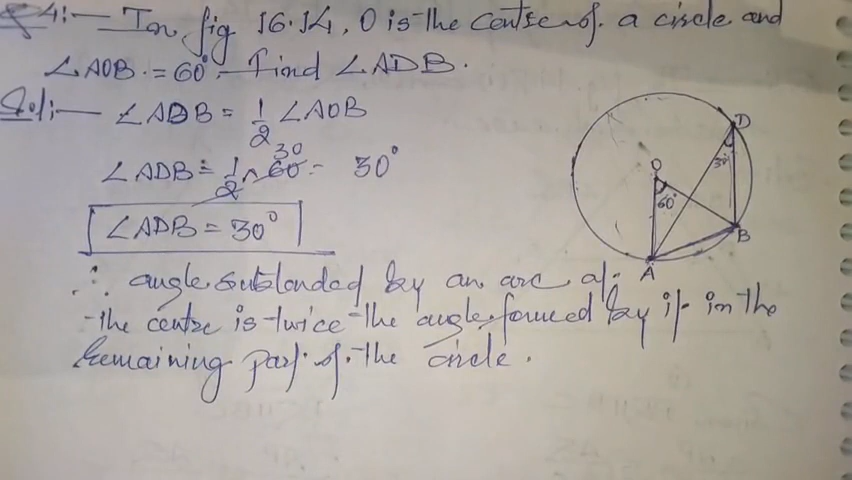 Q 4:— In fig 16.14, O is the centre of a circle and
∠AOB = 60°. Find ∠ADB.
Sol:— ∠ADB = 1/2 ∠AOB
∠ADB = 1/2 × 60 = 30°
30
∠ADB = 30°
∴ angle subtended by an arc at
the centre is twice the angle formed by it in the
remaining part of the circle.
D
30°
O
60°
B
A